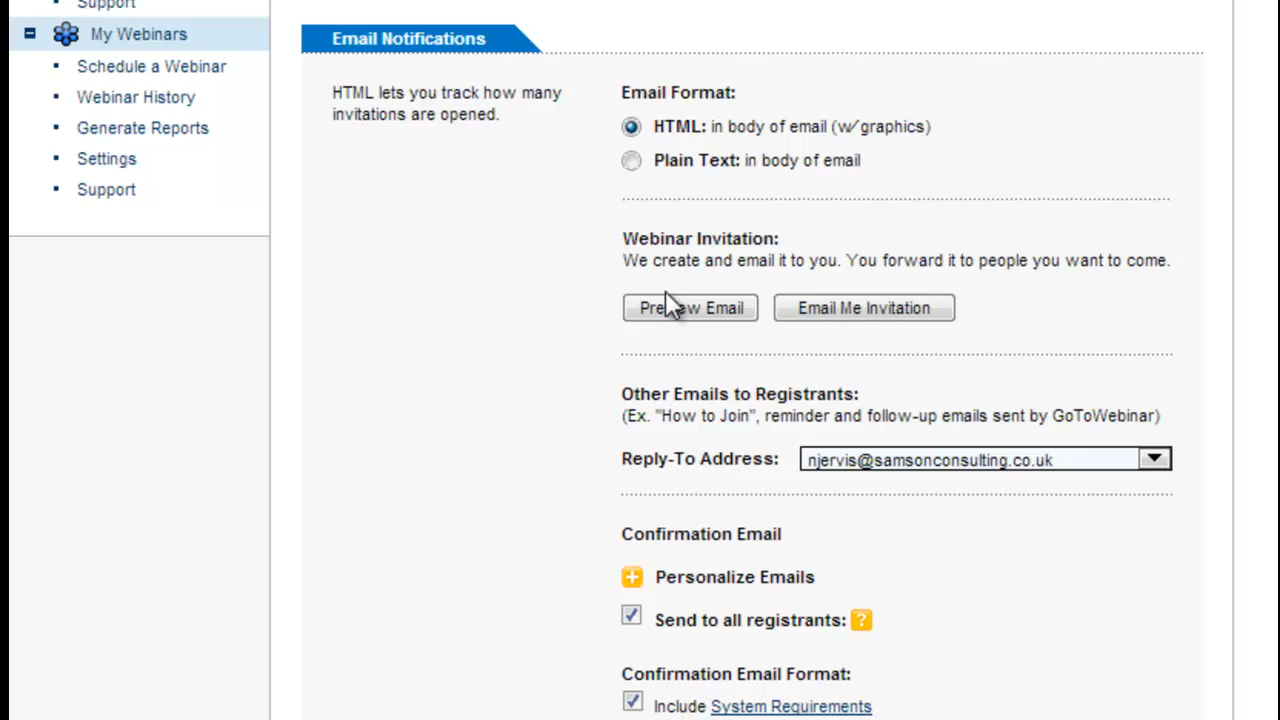 Support
My Webinars
Schedule a Webinar
Webinar History
Generate Reports
Settings
Support
Email Notifications
HTML lets you track how many
invitations are opened.
Email Format:
HTML: in body of email (w/graphics)
Plain Text: in body of email
Webinar Invitation:
We create and email it to you. You forward it to people you want to come.
Preview Email
Email Me Invitation
Other Emails to Registrants:
(Ex. "How to Join", reminder and follow-up emails sent by GoToWebinar)
Reply-To Address:
njervis@samsonconsulting.co.uk
Confirmation Email
Personalize Emails
Send to all registrants: ?
Confirmation Email Format:
Include System Requirements